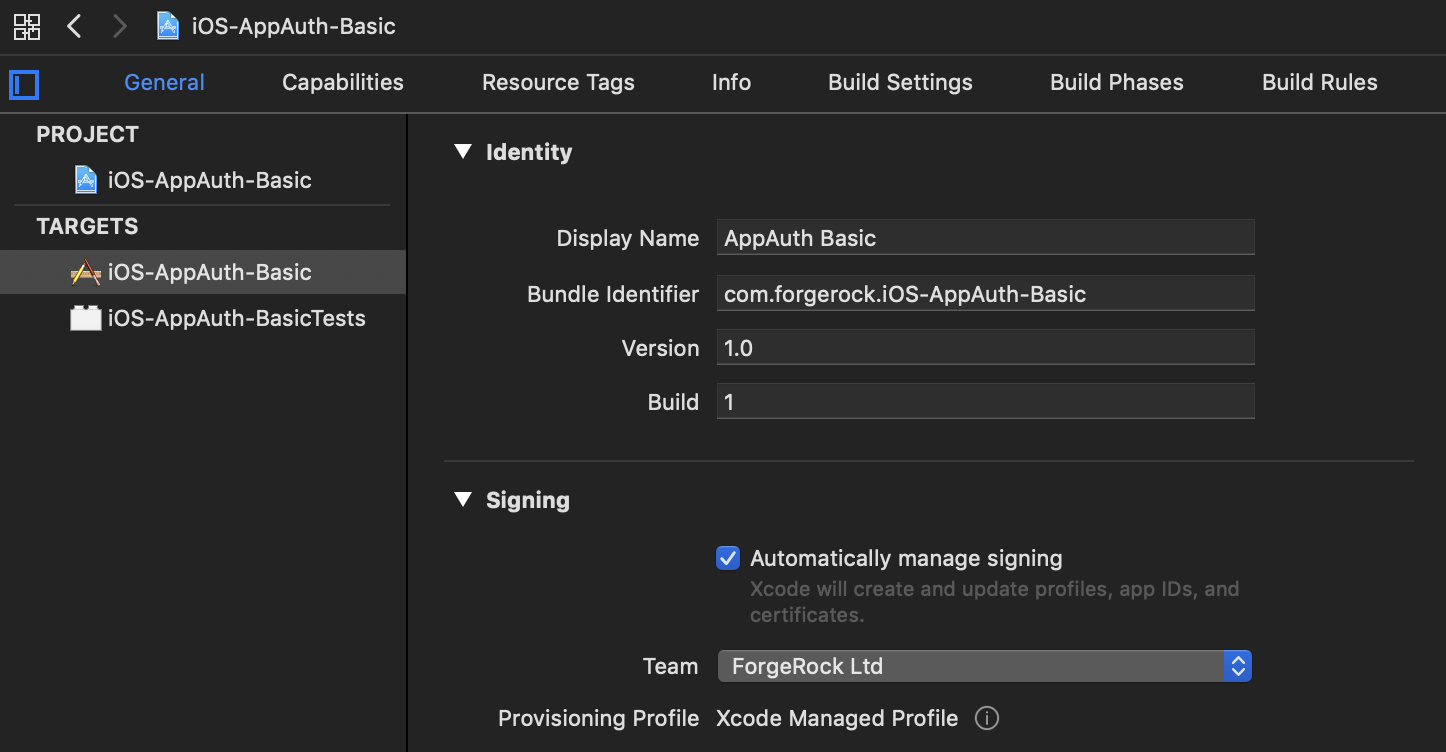 iOS-AppAuth-Basic
General Capabilities Resource Tags Info Build Settings Build Phases Build Rules
PROJECT
iOS-AppAuth-Basic
TARGETS
iOS-AppAuth-Basic
iOS-AppAuth-BasicTests
Identity
Display Name AppAuth Basic
Bundle Identifier com.forgerock.iOS-AppAuth-Basic
Version 1.0
Build 1
Signing
Automatically manage signing
Xcode will create and update profiles, app IDs, and
certificates.
Team ForgeRock Ltd
Provisioning Profile Xcode Managed Profile